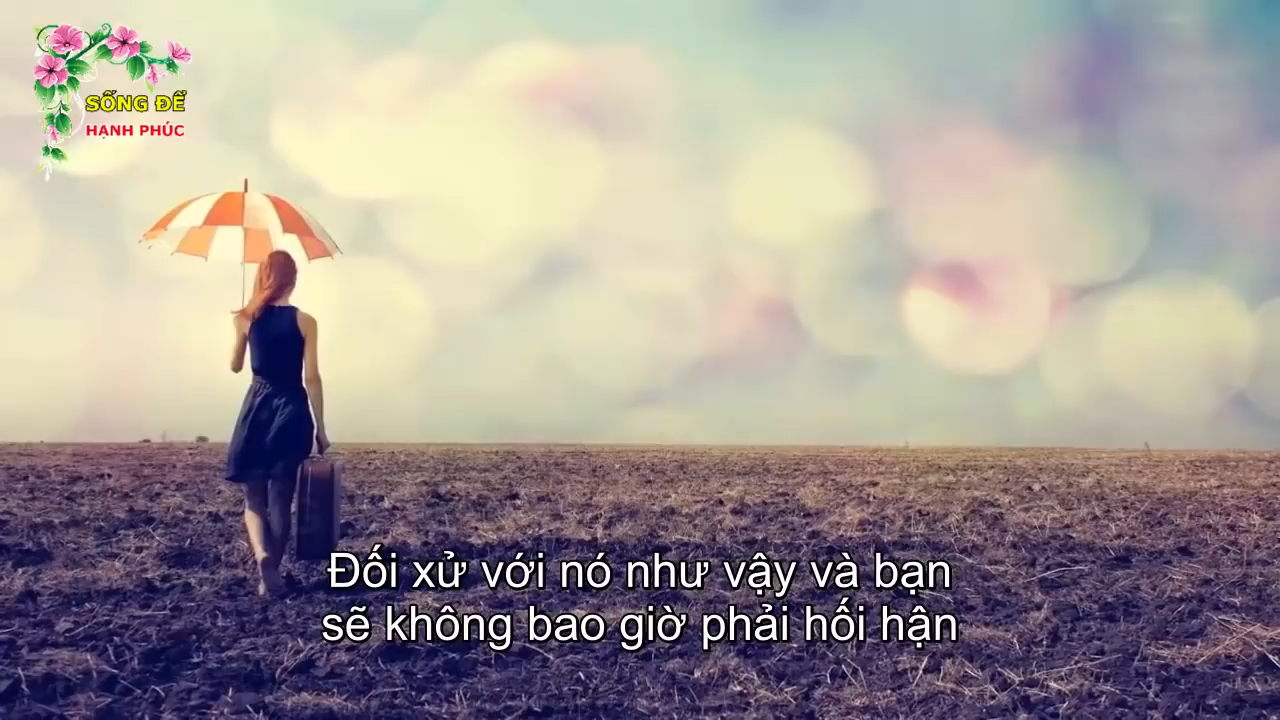 SỐNG ĐỂ
HẠNH PHÚC
Đối xử với nó như vậy và bạn
sẽ không bao giờ phải hối hận